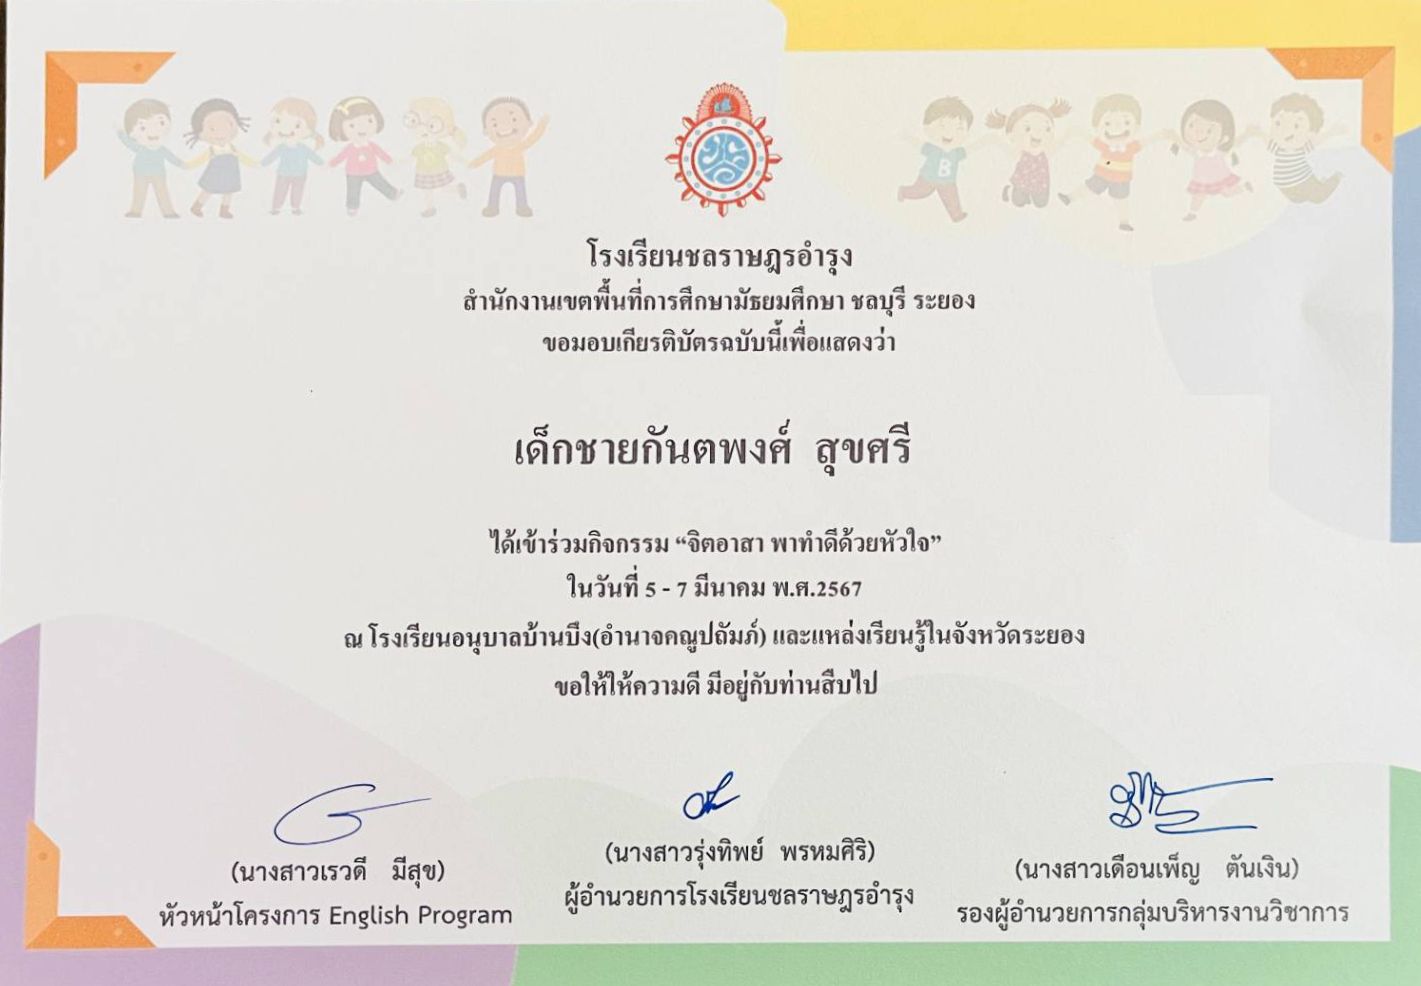 โรงเรียนชลราษฎรอำรุง
สำนักงานเขตพื้นที่การศึกษามัธยมศึกษา ชลบุรี ระยอง
ขอมอบเกียรติบัตรฉบับนี้เพื่อแสดงว่า
เด็กชายกันตพงศ์ สุขศรี
ได้เข้าร่วมกิจกรรม “จิตอาสา พาทำดีด้วยหัวใจ”
ในวันที่ 5 - 7 มีนาคม พ.ศ.2567
ณ โรงเรียนอนุบาลบ้านบึง(อำนาจคณูปถัมภ์) และแหล่งเรียนรู้ในจังหวัดระยอง
ขอให้ให้ความดี มีอยู่กับท่านสืบไป
(นางสาวเรวดี มีสุข)
หัวหน้าโครงการ English Program
(นางสาวรุ่งทิพย์ พรหมศิริ)
ผู้อำนวยการโรงเรียนชลราษฎรอำรุง
(นางสาวเดือนเพ็ญ ตันเงิน)
รองผู้อำนวยการกลุ่มบริหารงานวิชาการ
B